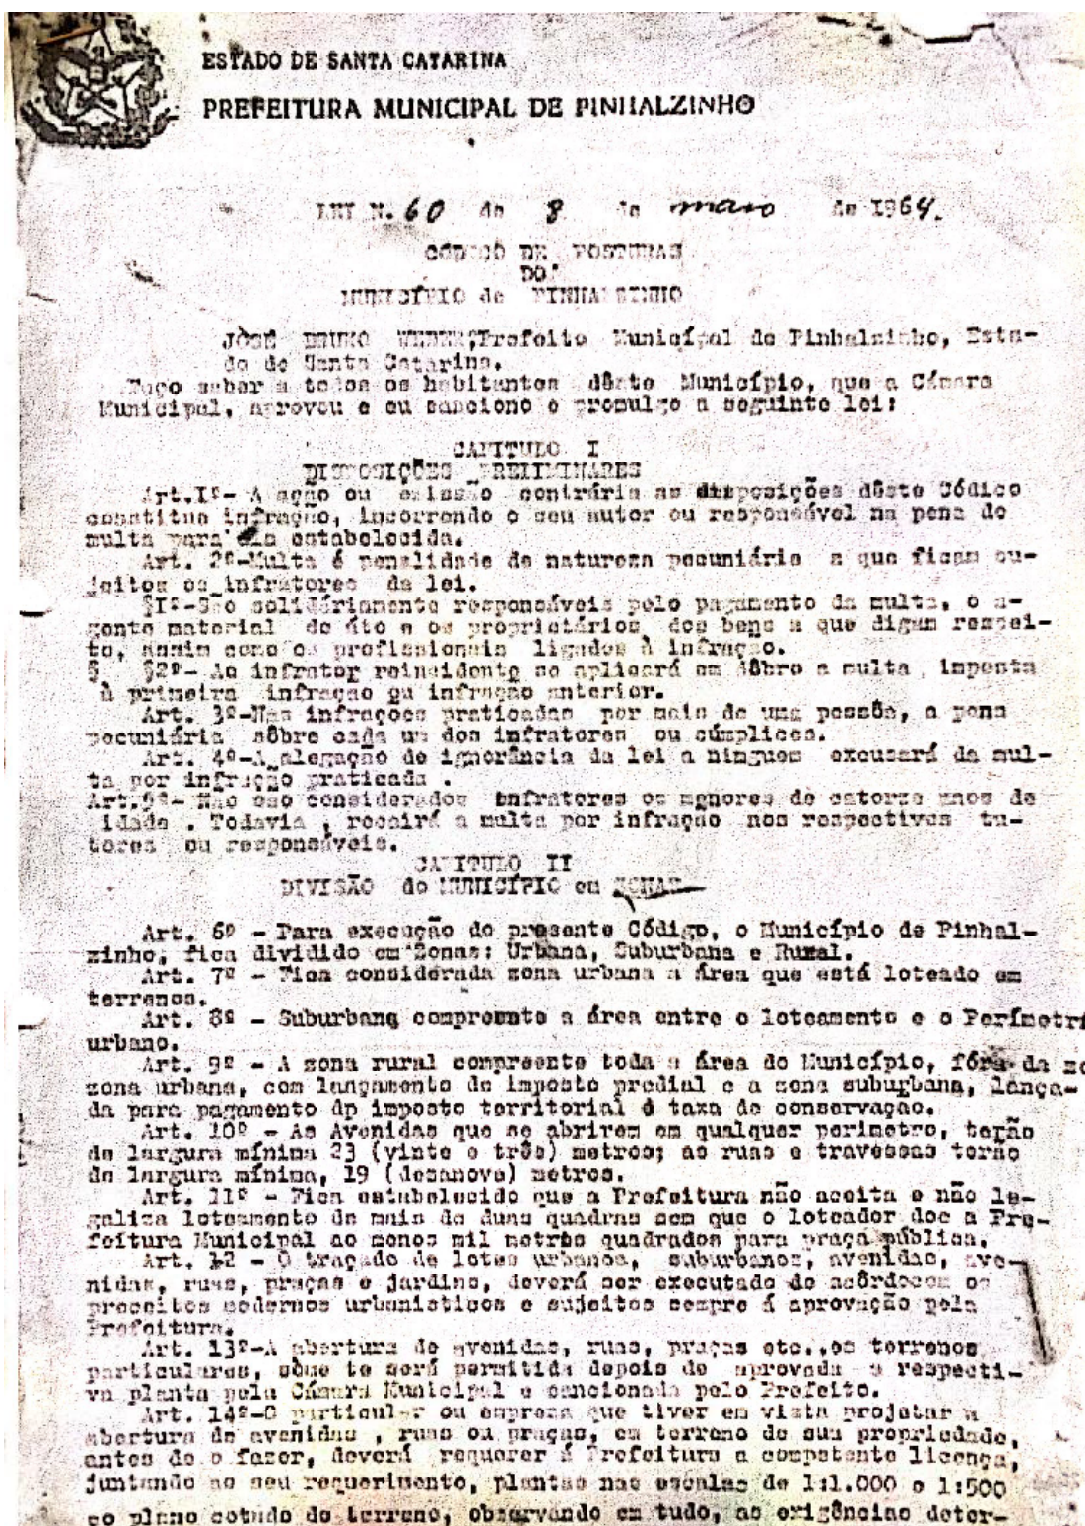 ESTADO DE SANTA CATARINA
PREFEITURA MUNICIPAL DE PINHALZINHO
LEI N. 60 de 8 de maio de 1964.
CÓDIGO DE POSTURAS
DO
MUNICÍPIO de PINHALZINHO
JOSÉ BRUNO WEBER, Prefeito Municipal de Pinhalzinho, Esta-
do de Santa Catarina.
Faço saber a todos os habitantes dêste Município, que a Câmara
Municipal, aprovou e eu sanciono e promulgo a seguinte lei:
CAPITULO I
DISPOSIÇÕES PRELIMINARES
Art.Iº- A ação ou omissão contrária as disposições dêste Códico
constitue infração, incorrendo o seu autor ou responsável na pena de
multa para ela estabelecida.
Art. 2º-Multa é penalidade de natureza pecuniária a que ficam su-
jeitos os infratores da lei.
§Iº-São solidáriamente responsáveis pelo pagamento da multa, o a-
gente material do áto e os proprietários dos bens a que digam respei-
to, assim como os profissionais ligados à infração.
§ §2º- Ao infrator reincidente se aplicará em dôbro a multa, imposta
à primeira infração ou infração anterior.
Art. 3º-Nas infrações praticadas por mais de uma pessôa, a pena
pecuniária sôbre cada um dos infratores ou cúmplices.
Art. 4º-A alegação de ignorância da lei a ninguem excusará da mul-
ta por infração praticada .
Art.5º- Não são considerados infratores os menores de catorze anos de
idade . Todavia , recairá a multa por infração nos respectivos tu-
tores ou responsáveis.
CAPITULO II
DIVISÃO do MUNICÍPIO em ZONAS
Art. 6º - Para execução do presente Código, o Município de Pinhal-
zinho, fica dividido em Zonas: Urbana, Suburbana e Rural.
Art. 7º - Fica considerada zona urbana a área que está loteado em
terrenos.
Art. 8º - Suburbana compreente a área entre o loteamento e o Perímetr
urbano.
Art. 9º - A zona rural compreente toda a área do Município, fóra da zo
zona urbana, com lançamento de imposto predial e a zona suburbana, lança-
da para pagamento dp imposto territorial é taxa de conservação.
Art. 10º - As Avenidas que se abrirem em qualquer perimetro, terão
de largura mínima 23 (vinte e três) metros; as ruas e travessas terão
de largura mínima, 19 (dezanove) metros.
Art. 11º - Fica estabelecido que a Prefeitura não aceita e não le-
galiza loteamento de mais de duas quadras sem que o loteador doe a Pre-
feitura Municipal ao menos mil metros quadrados para praça pública.
Art. 12 - O traçado de lotes urbanos, suburbanos, avenidas, ave-
nidas, ruas, praças e jardins, deverá ser executado de acôrdocom os
preceitos modernos urbanisticos e sujeitos sempre á aprovação pela
Prefeitura.
Art. 13º-A abertura de avenidas, ruas, praças etc.,os terrenos
particulares, sòme te será permitida depois de aprovada a respecti-
va planta pela Câmara Municipal e sancionada pelo Prefeito.
Art. 14º-O particular ou empresa que tiver em vista projetar a
abertura de avenidas , ruas ou praças, em terreno de sua propriedade,
antes de o fazer, deverá requerer á Prefeitura a competente licença,
juntando ao seu requerimento, plantas nas escalas de 1:1.000 e 1:500
plano cotado do terreno, observando em tudo, as exigências deter-